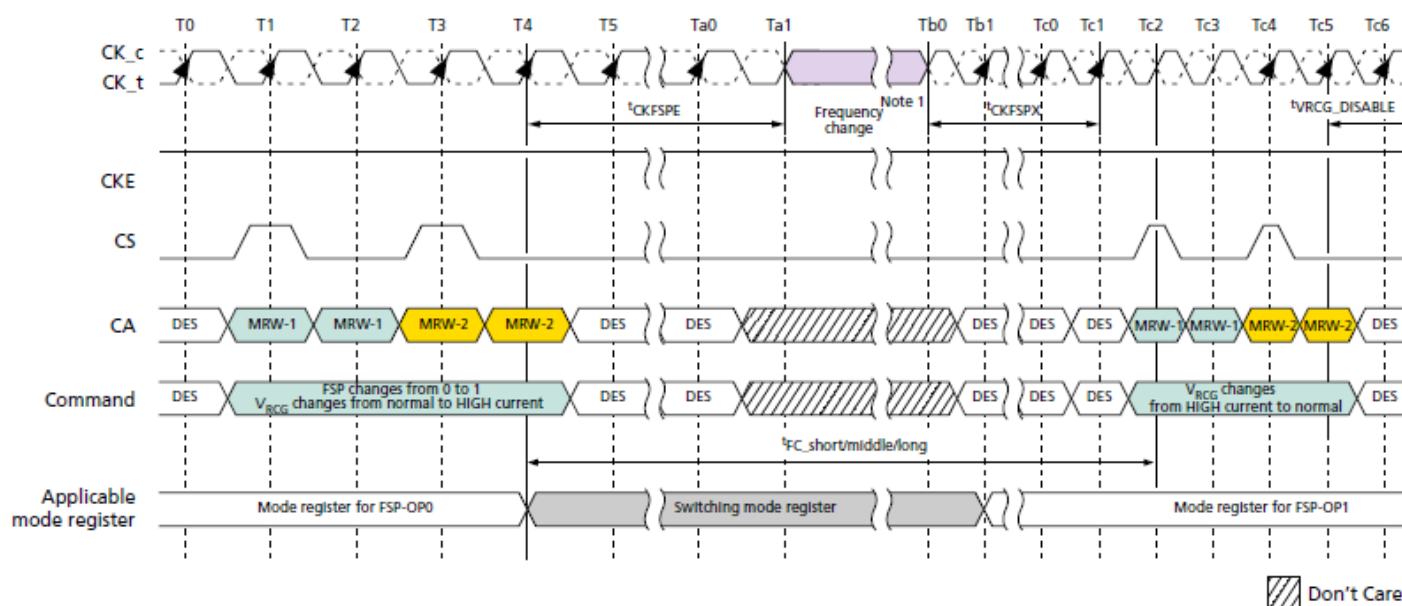 T0 T1 T2 T3 T4 T5 Ta0 Ta1 Tb0 Tb1 Tc0 Tc1 Tc2 Tc3 Tc4 Tc5 Tc6
CK_c
CK_t
Note 1
tCKFSPE
Frequency
change
tCKFSPX
tVRCG_DISABLE
CKE
CS
CA
DES MRW-1 MRW-1 MRW-2 MRW-2 DES DES DES DES DES MRW-1 MRW-1 MRW-2 MRW-2 DES
Command
DES
FSP changes from 0 to 1
VRCG changes from normal to HIGH current
DES DES DES DES DES
VRCG changes
from HIGH current to normal
DES
tFC_short/middle/long
Applicable
mode register
Mode register for FSP-OP0
Switching mode register
Mode register for FSP-OP1
Don't Care